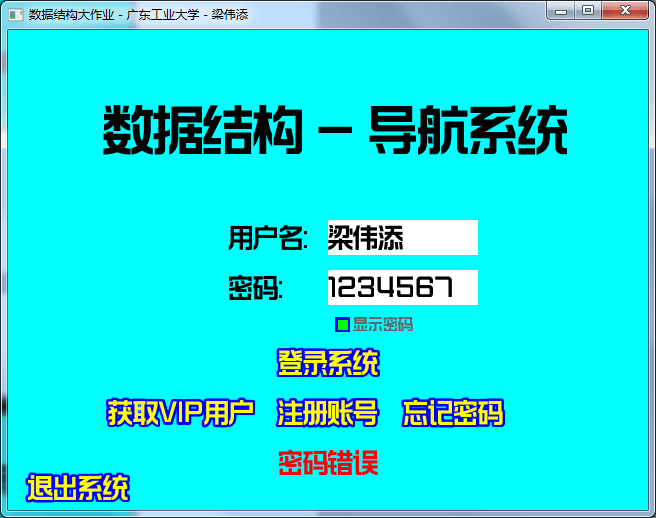 数据结构大作业 - 广东工业大学 - 梁伟添
数据结构 - 导航系统
用户名: 梁伟添
密码: 1234567
显示密码
登录系统
获取VIP用户 注册账号 忘记密码
密码错误
退出系统